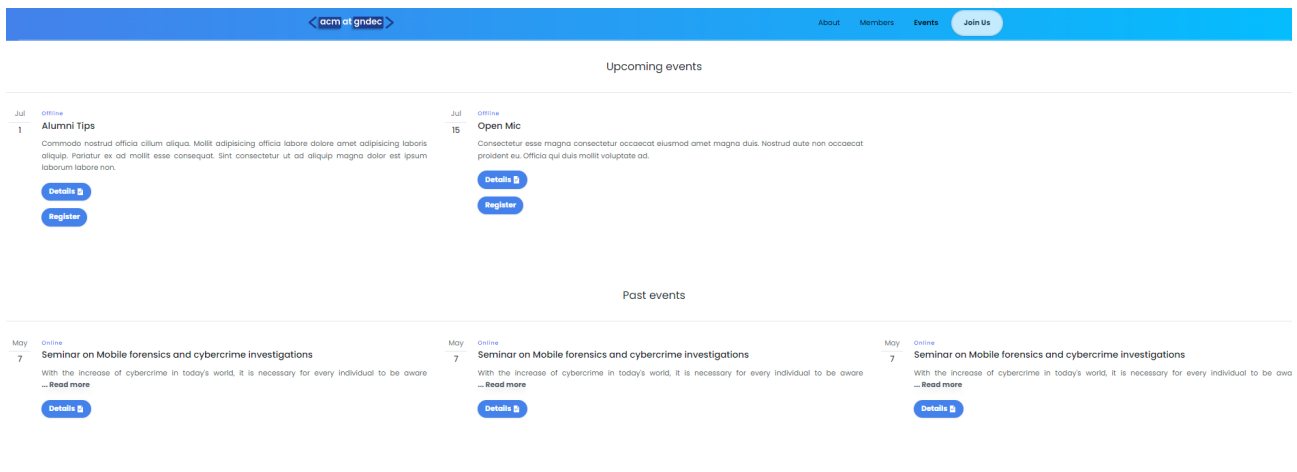 < acm at gndec >
About Members Events Join Us
Upcoming events
Jul
1
Offline
Alumni Tips
Commodo nostrud officia cillum aliqua. Mollit adipisicing officia labore dolore amet adipisicing laboris
aliquip. Pariatur ex ad mollit esse consequat. Sint consectetur ut ad aliquip magna dolor est ipsum
laborum labore non.
Details
Register
Jul
15
Offline
Open Mic
Consectetur esse magna consectetur occaecat eiusmod amet magna duis. Nostrud aute non occaecat
proident eu. Officia qui duis mollit voluptate ad.
Details
Register
Past events
May
7
Online
Seminar on Mobile forensics and cybercrime investigations
With the increase of cybercrime in today's world, it is necessary for every individual to be aware
... Read more
Details
May
7
Online
Seminar on Mobile forensics and cybercrime investigations
With the increase of cybercrime in today's world, it is necessary for every individual to be aware
... Read more
Details
May
7
Online
Seminar on Mobile forensics and cybercrime investigations
With the increase of cybercrime in today's world, it is necessary for every individual to be awa
... Read more
Details